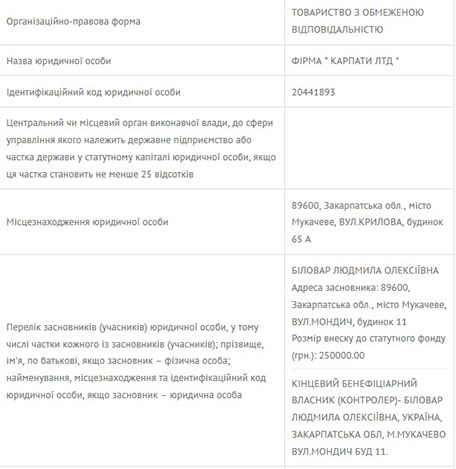 Організаційно-правова форма
ТОВАРИСТВО З ОБМЕЖЕНОЮ
ВІДПОВІДАЛЬНІСТЮ
Назва юридичної особи
ФІРМА " КАРПАТИ ЛТД "
Ідентифікаційний код юридичної особи
20441893
Центральний чи місцевий орган виконавчої влади, до сфери
управління якого належить державне підприємство або
частка держави у статутному капіталі юридичної особи, якщо
ця частка становить не менше 25 відсотків
Місцезнаходження юридичної особи
89600, Закарпатська обл., місто
Мукачеве, ВУЛ.КРИЛОВА, будинок
65 А
Перелік засновників (учасників) юридичної особи, у тому
числі частки кожного із засновників (учасників); прізвище,
ім'я, по батькові, якщо засновник – фізична особа;
найменування, місцезнаходження та ідентифікаційний код
юридичної особи, якщо засновник – юридична особа
БІЛОВАР ЛЮДМИЛА ОЛЕКСІЇВНА
Адреса засновника: 89600,
Закарпатська обл., місто Мукачеве,
ВУЛ.МОНДИЧ, будинок 11
Розмір внеску до статутного фонду
(грн.): 250000.00
КІНЦЕВИЙ БЕНЕФІЦІАРНИЙ
ВЛАСНИК (КОНТРОЛЕР)- БІЛОВАР
ЛЮДМИЛА ОЛЕКСІЇВНА, УКРАЇНА,
ЗАКАРПАТСЬКА ОБЛ, М.МУКАЧЕВО
ВУЛ.МОНДИЧ БУД 11.